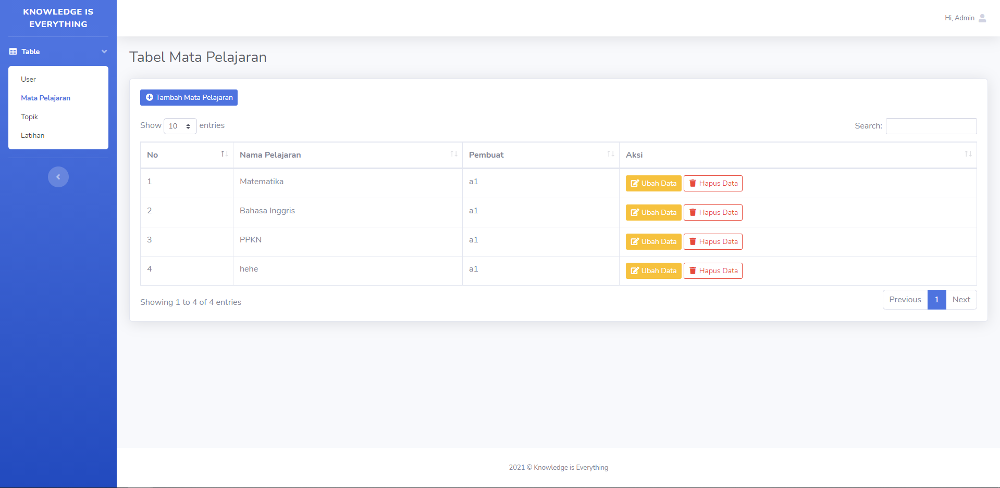 KNOWLEDGE IS
EVERYTHING
Hi, Admin
Table
User
Mata Pelajaran
Topik
Latihan
Tabel Mata Pelajaran
Tambah Mata Pelajaran
Show 10 entries
Search:
No Nama Pelajaran Pembuat Aksi
1 Matematika a1 Ubah Data Hapus Data
2 Bahasa Inggris a1 Ubah Data Hapus Data
3 PPKN a1 Ubah Data Hapus Data
4 hehe a1 Ubah Data Hapus Data
Showing 1 to 4 of 4 entries
Previous 1 Next
2021 © Knowledge is Everything